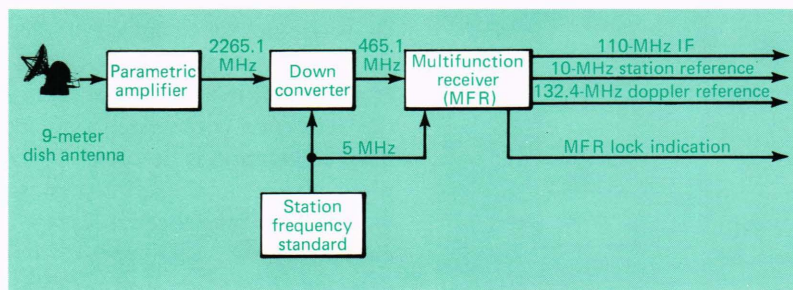 9-meter
dish antenna
Parametric
amplifier
2265.1
MHz
Down
converter
465.1
MHz
Multifunction
receiver
(MFR)
110-MHz IF
10-MHz station reference
132.4-MHz doppler reference
MFR lock indication
5 MHz
Station
frequency
standard